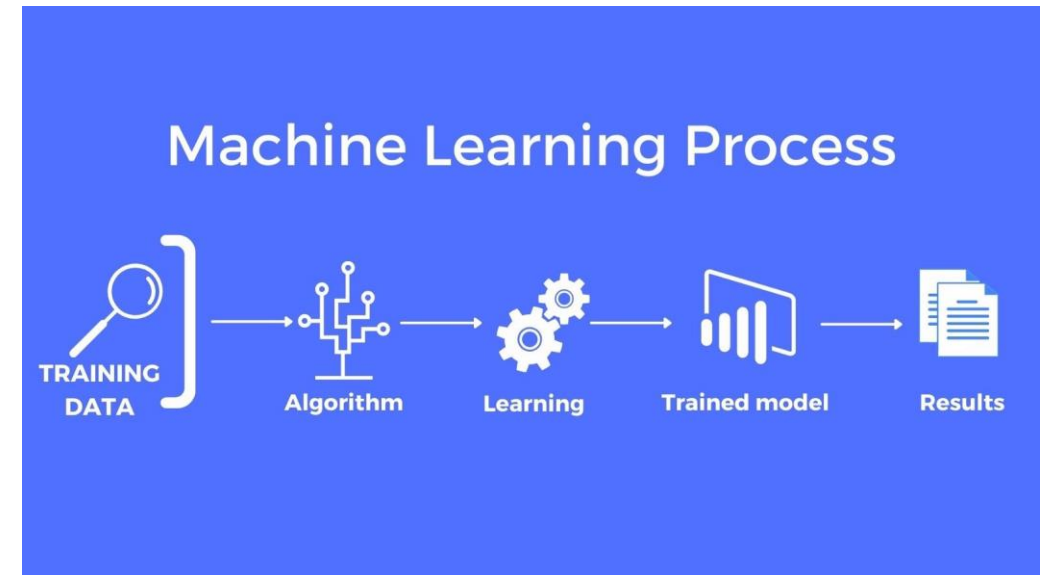 Machine Learning Process
TRAINING
DATA
Algorithm
Learning
Trained model
Results